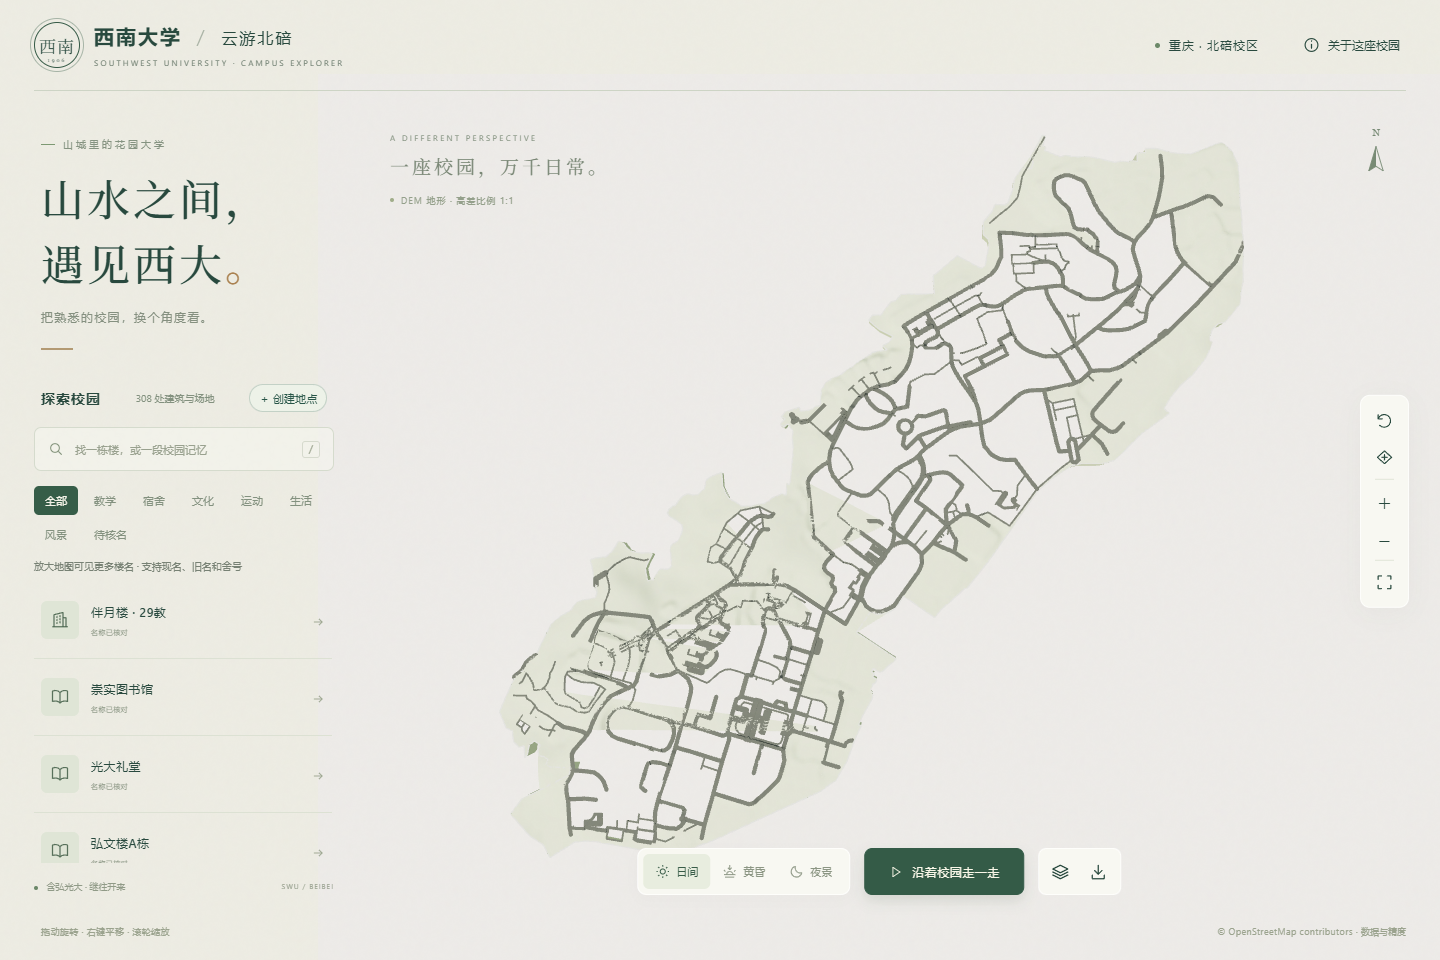 西南
1906
西南大学 / 云游北碚
SOUTHWEST UNIVERSITY · CAMPUS EXPLORER
重庆 · 北碚校区
关于这座校园
山城里的花园大学
山水之间，
遇见西大。
把熟悉的校园，换个角度看。
探索校园
308 处建筑与场地
+ 创建地点
找一栋楼，或一段校园记忆
/
全部 教学 宿舍 文化 运动 生活
风景 待核名
放大地图可见更多楼名 · 支持现名、旧名和舍号
伴月楼 · 29教
名称已核对
崇实图书馆
名称已核对
光大礼堂
名称已核对
弘文楼A栋
含弘光大 · 继往开来
SWU / BEIBEI
拖动旋转 · 右键平移 · 滚轮缩放
A DIFFERENT PERSPECTIVE
一座校园，万千日常。
DEM 地形 · 高差比例 1:1
N
日间 黄昏 夜景
沿着校园走一走
© OpenStreetMap contributors · 数据与精度